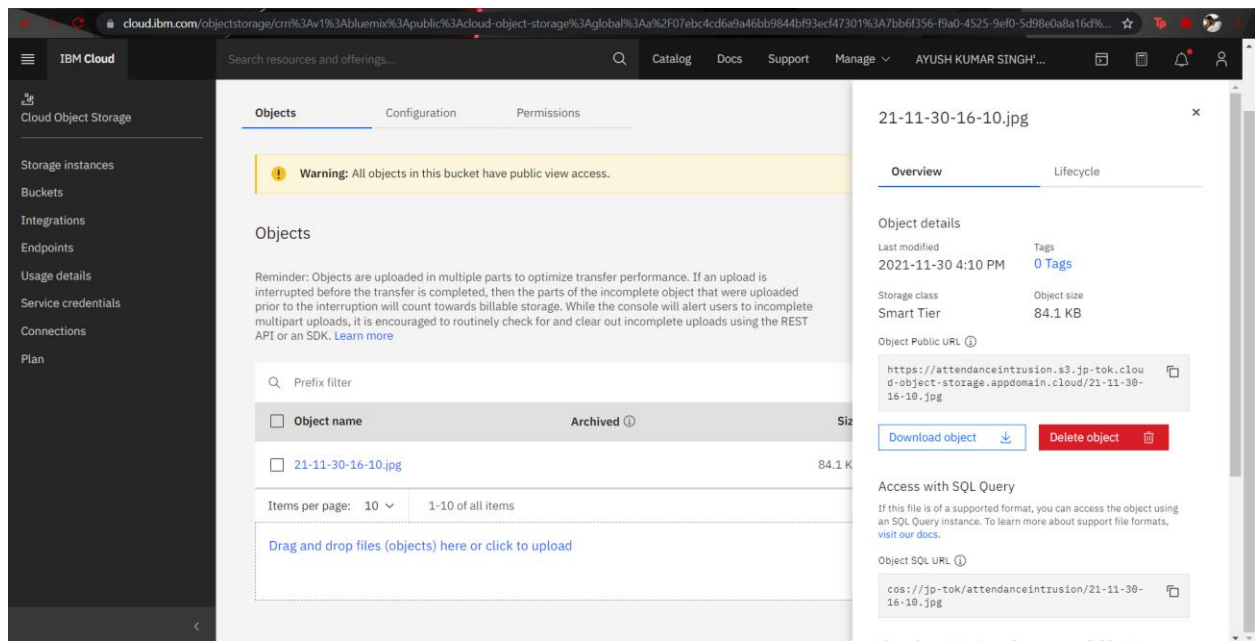 cloud.ibm.com/objectstorage/crn%3Av1%3Abluemix%3Apublic%3Acloud-object-storage%3Aglobal%3Aa%2F07ebc4cd6a9a46bb9844bf93ecf47301%3A7bb6f356-f9a0-4525-9ef0-5d98e0a8a16d%...
IBM Cloud
Search resources and offerings...
Catalog
Docs
Support
Manage
AYUSH KUMAR SINGH'...
Cloud Object Storage
Storage instances
Buckets
Integrations
Endpoints
Usage details
Service credentials
Connections
Plan
Objects
Configuration
Permissions
Warning: All objects in this bucket have public view access.
Objects
Reminder: Objects are uploaded in multiple parts to optimize transfer performance. If an upload is
interrupted before the transfer is completed, then the parts of the incomplete object that were uploaded
prior to the interruption will count towards billable storage. While the console will alert users to incomplete
multipart uploads, it is encouraged to routinely check for and clear out incomplete uploads using the REST
API or an SDK. Learn more
Prefix filter
Object name Archived Siz
21-11-30-16-10.jpg 84.1 K
Items per page: 10 1-10 of all items
Drag and drop files (objects) here or click to upload
21-11-30-16-10.jpg
Overview
Lifecycle
Object details
Last modified Tags
2021-11-30 4:10 PM 0 Tags
Storage class Object size
Smart Tier 84.1 KB
Object Public URL
https://attendanceintrusion.s3.jp-tok.clou
d-object-storage.appdomain.cloud/21-11-30-
16-10.jpg
Download object
Delete object
Access with SQL Query
If this file is of a supported format, you can access the object using
an SQL Query instance. To learn more about support file formats,
visit our docs.
Object SQL URL
cos://jp-tok/attendanceintrusion/21-11-30-
16-10.jpg